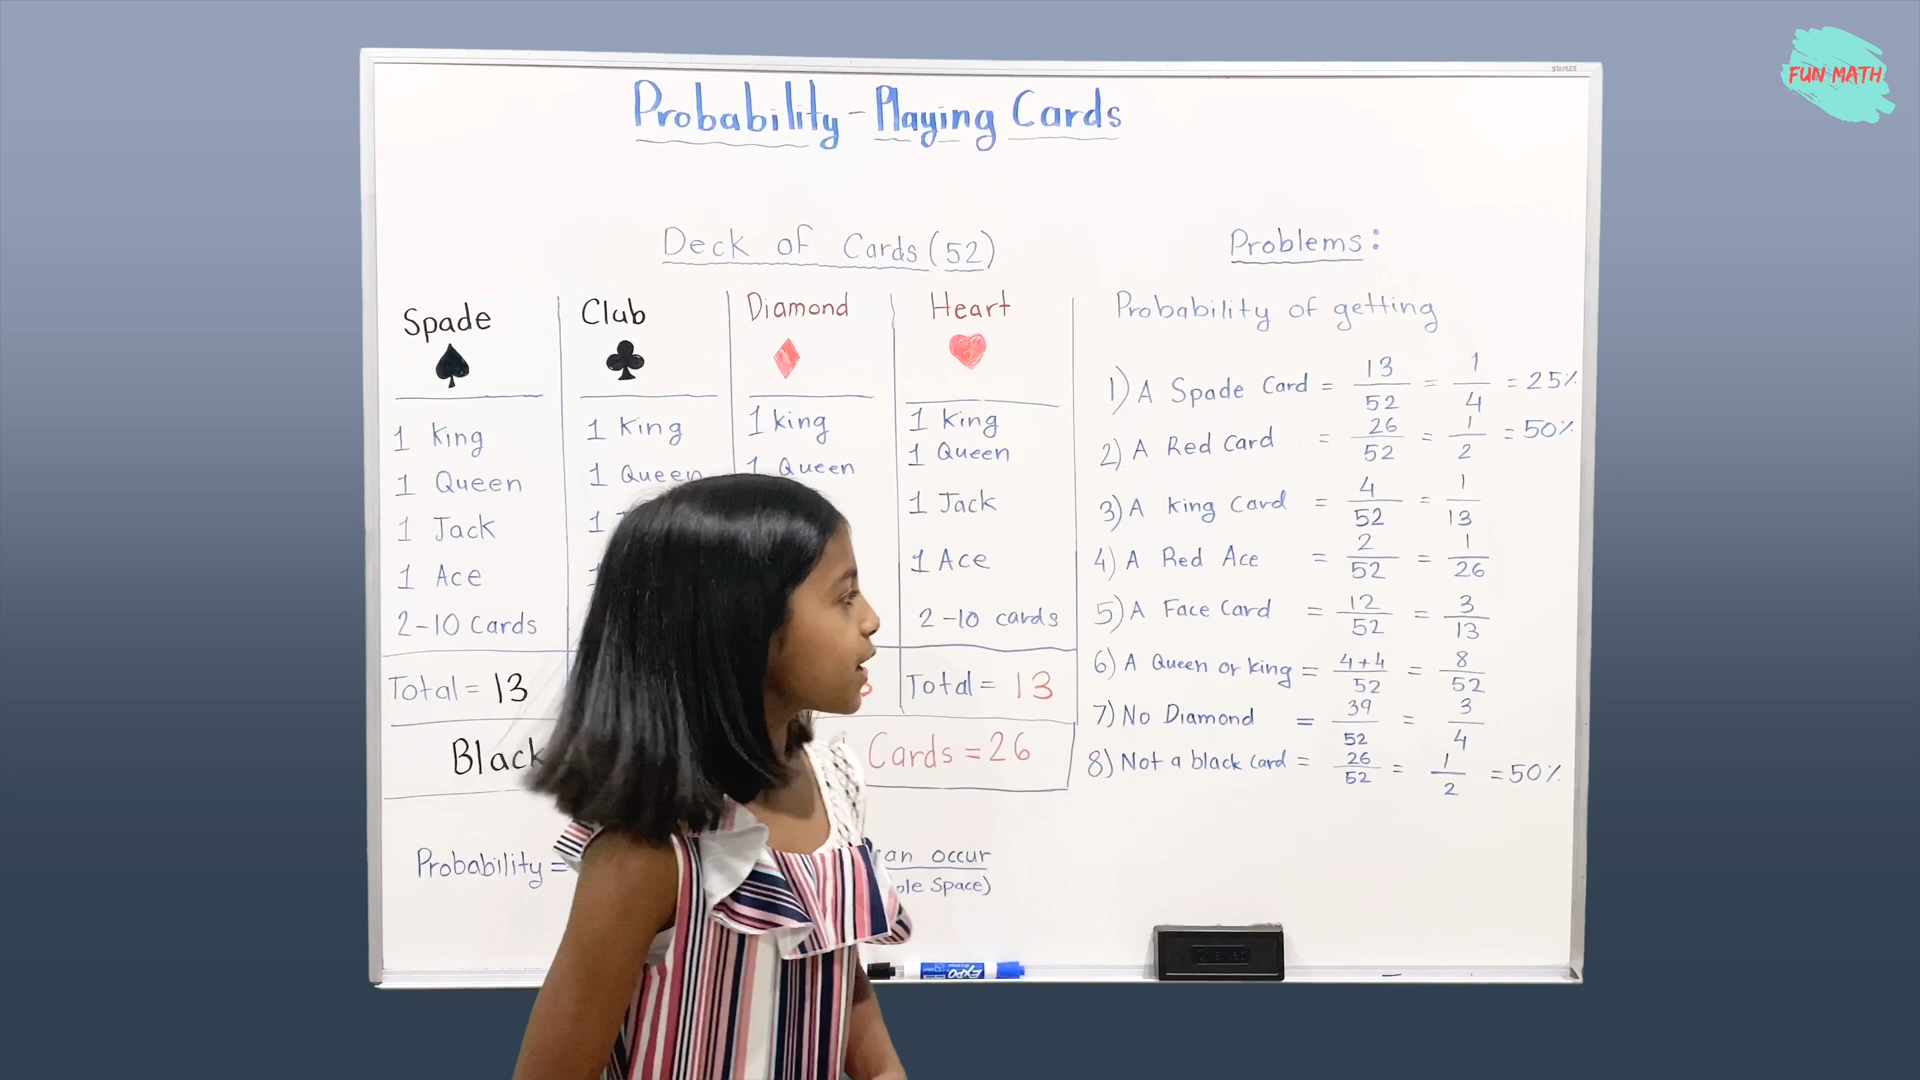 FUN MATH
STAPLES
Probability - Playing Cards
Deck of Cards (52)
Spade
1 King
1 Queen
1 Jack
1 Ace
2-10 Cards
Total = 13
Club
1 King
1 Queen
1
1
Diamond
1 king
1 Queen
Heart
1 King
1 Queen
1 Jack
1 Ace
2-10 cards
Total = 13
Black
Cards = 26
Probability =
an occur
ple Space)
Problems:
Probability of getting
1) A Spade Card = 13/52 = 1/4 = 25%
2) A Red Card = 26/52 = 1/2 = 50%
3) A King Card = 4/52 = 1/13
4) A Red Ace = 2/52 = 1/26
5) A Face Card = 12/52 = 3/13
6) A Queen or king = 4+4/52 = 8/52
7) No Diamond = 39/52 = 3/4
8) Not a black card = 26/52 = 1/2 = 50%
EXPO